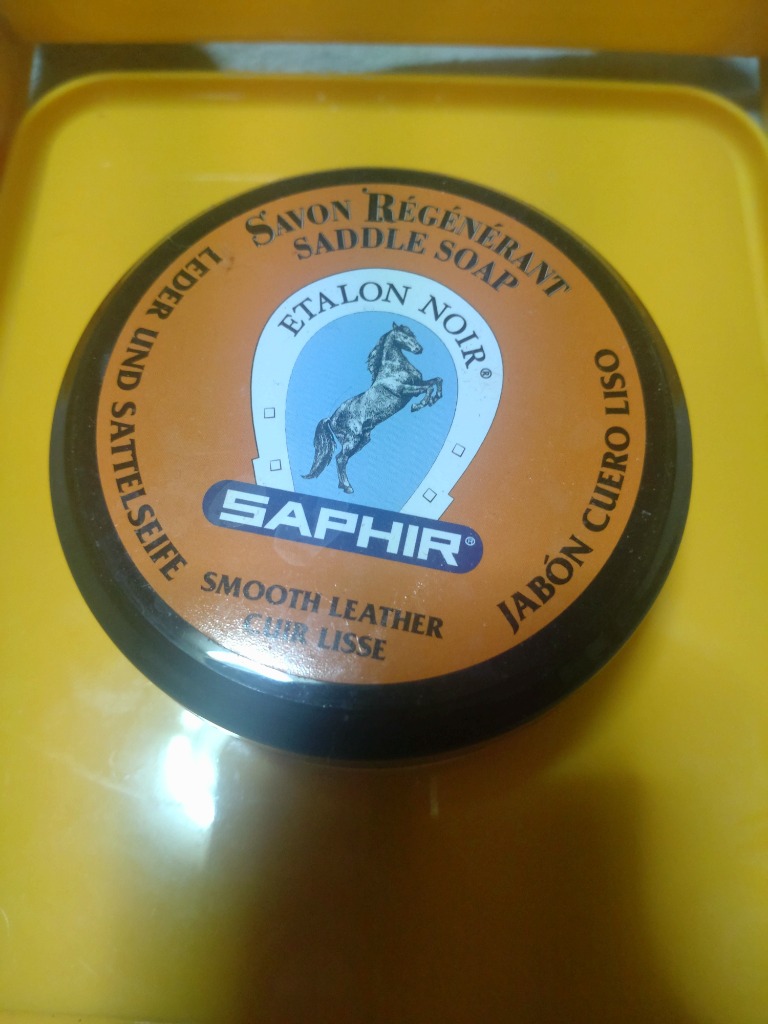 SAVON RÉGÉNÉRANT
SADDLE SOAP
LEDER UND SATTELSEIFE
ETALON NOIR®
SAPHIR®
JABÓN CUERO LISO
SMOOTH LEATHER
CUIR LISSE